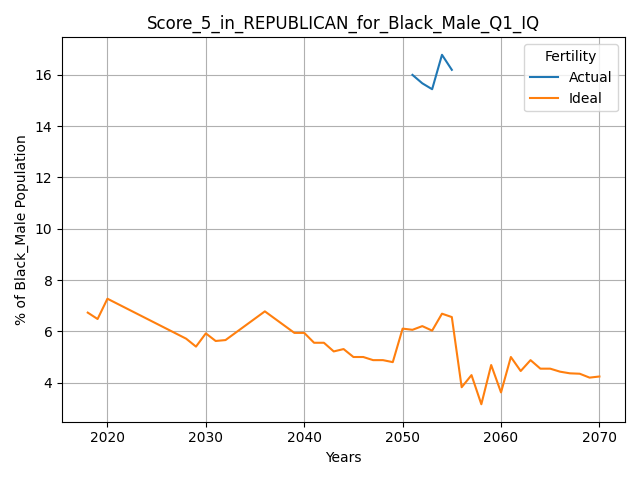 Score_5_in_REPUBLICAN_for_Black_Male_Q1_IQ
Fertility
Actual
Ideal
% of Black_Male Population
16
14
12
10
8
6
4
2020 2030 2040 2050 2060 2070
Years